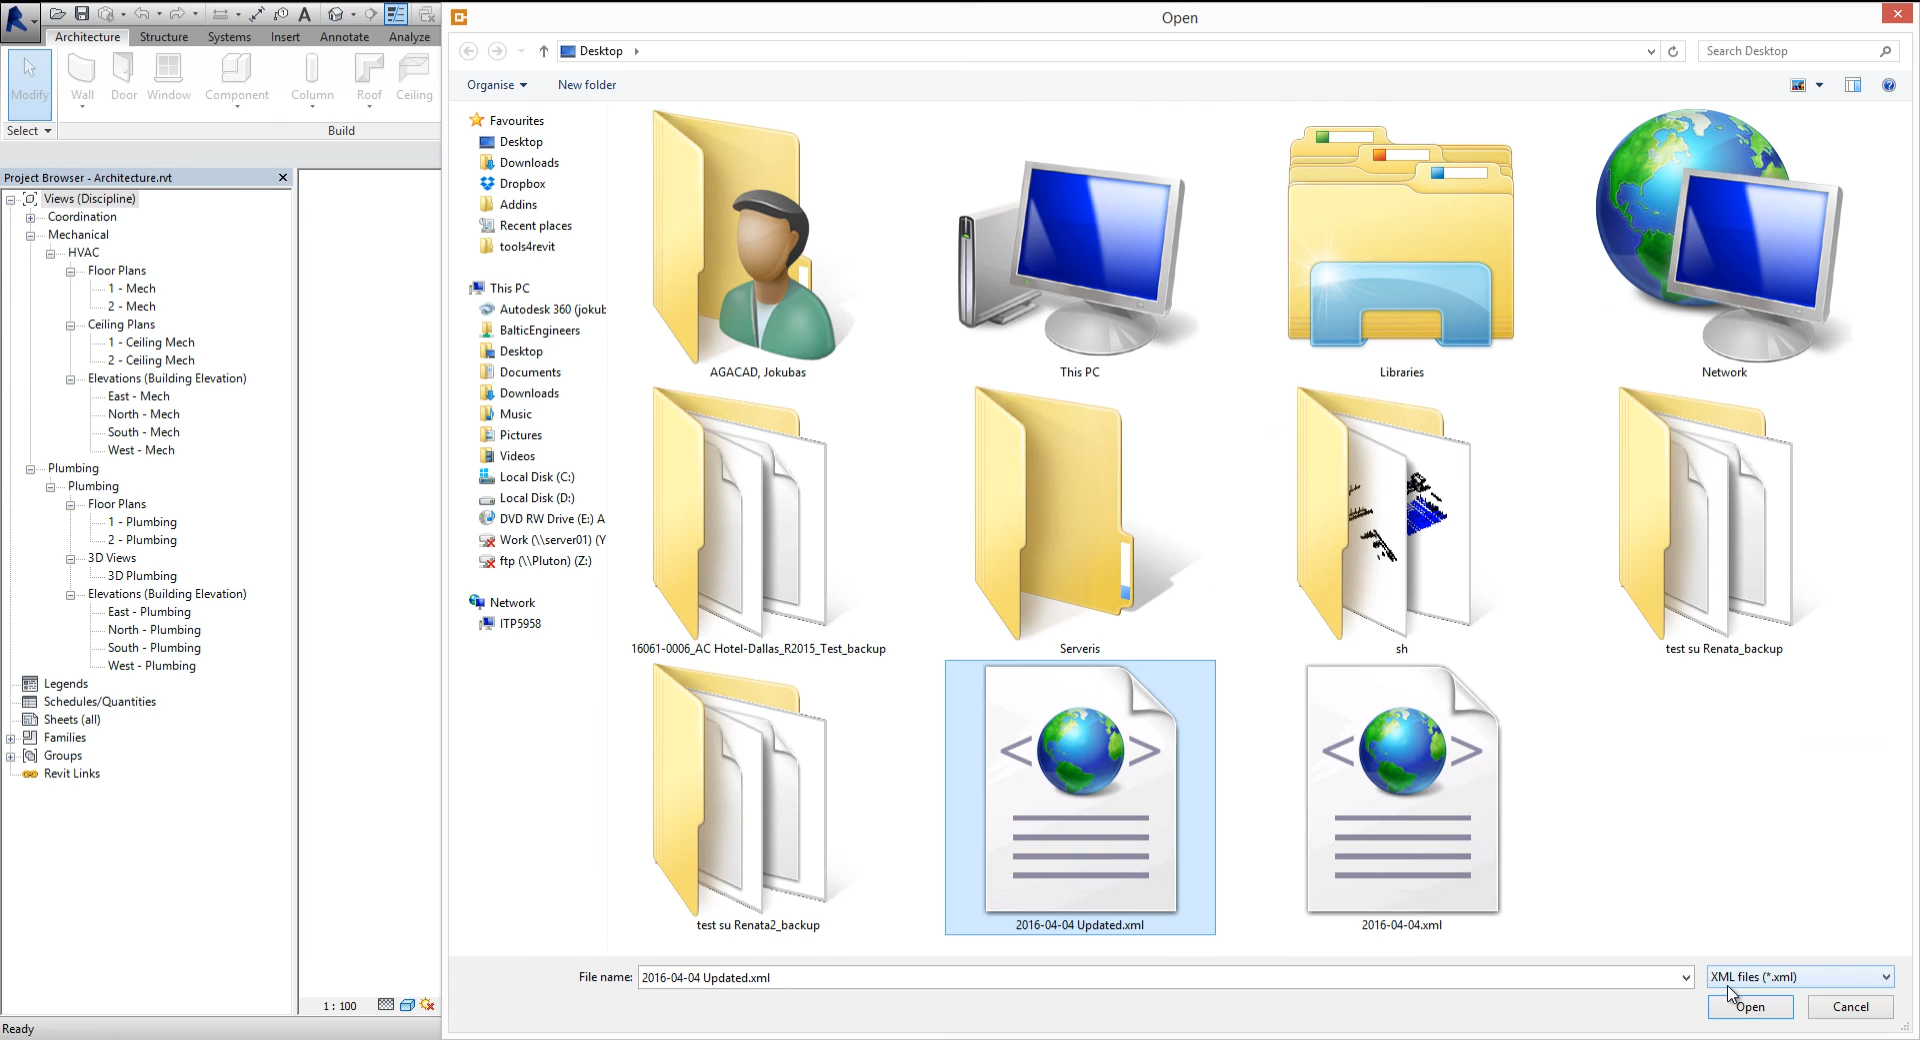 Architecture Structure Systems Insert Annotate Analyze
Modify Wall Door Window Component Column Roof Ceiling
Select Build
Project Browser - Architecture.rvt
Views (Discipline)
Coordination
Mechanical
HVAC
Floor Plans
1 - Mech
2 - Mech
Ceiling Plans
1 - Ceiling Mech
2 - Ceiling Mech
Elevations (Building Elevation)
East - Mech
North - Mech
South - Mech
West - Mech
Plumbing
Plumbing
Floor Plans
1 - Plumbing
2 - Plumbing
3D Views
3D Plumbing
Elevations (Building Elevation)
East - Plumbing
North - Plumbing
South - Plumbing
West - Plumbing
Legends
Schedules/Quantities
Sheets (all)
Families
Groups
Revit Links
1 : 100
Ready
Open
Desktop
Search Desktop
Organise New folder
Favourites
Desktop
Downloads
Dropbox
Addins
Recent places
tools4revit
This PC
Autodesk 360 (jokub
BalticEngineers
Desktop
Documents
Downloads
Music
Pictures
Videos
Local Disk (C:)
Local Disk (D:)
DVD RW Drive (E:) A
Work (\\server01) (Y
ftp (\\Pluton) (Z:)
Network
ITP5958
AGACAD, Jokubas This PC Libraries Network
16061-0006_AC Hotel-Dallas_R2015_Test_backup Serveris sh test su Renata_backup
test su Renata2_backup 2016-04-04 Updated.xml 2016-04-04.xml
File name: 2016-04-04 Updated.xml XML files (*.xml)
Open Cancel